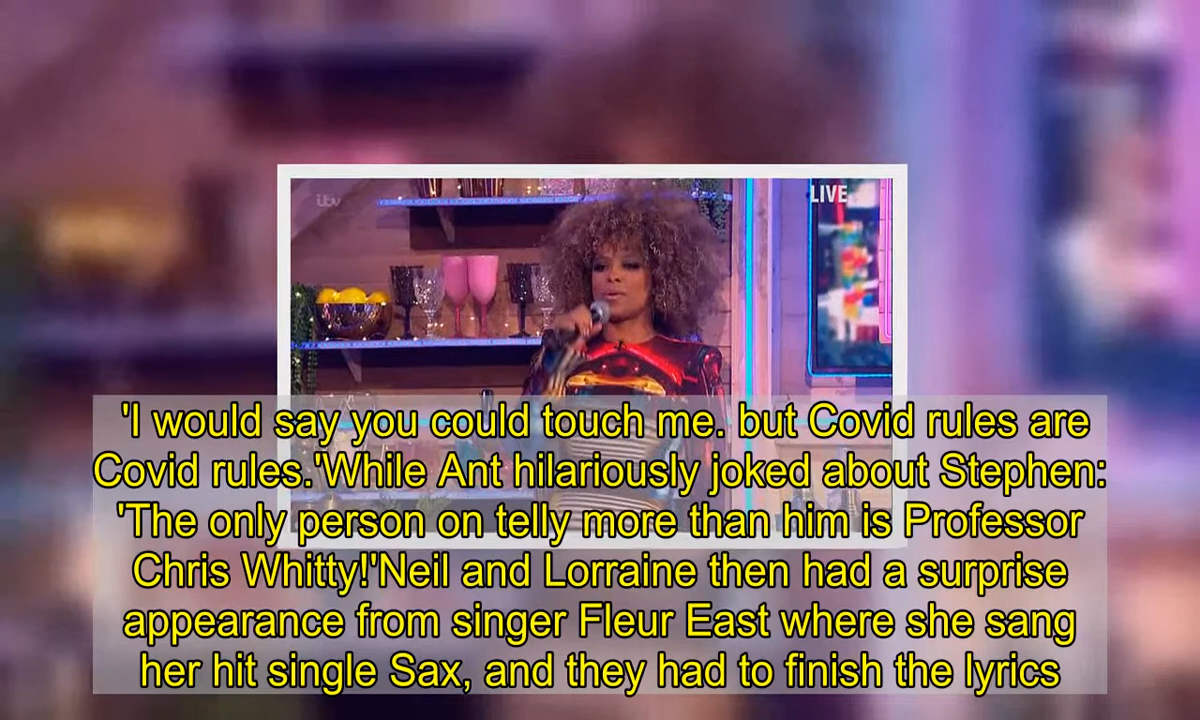 itv
LIVE
'I would say you could touch me. but Covid rules are
Covid rules.'While Ant hilariously joked about Stephen:
'The only person on telly more than him is Professor
Chris Whitty!'Neil and Lorraine then had a surprise
appearance from singer Fleur East where she sang
her hit single Sax, and they had to finish the lyrics